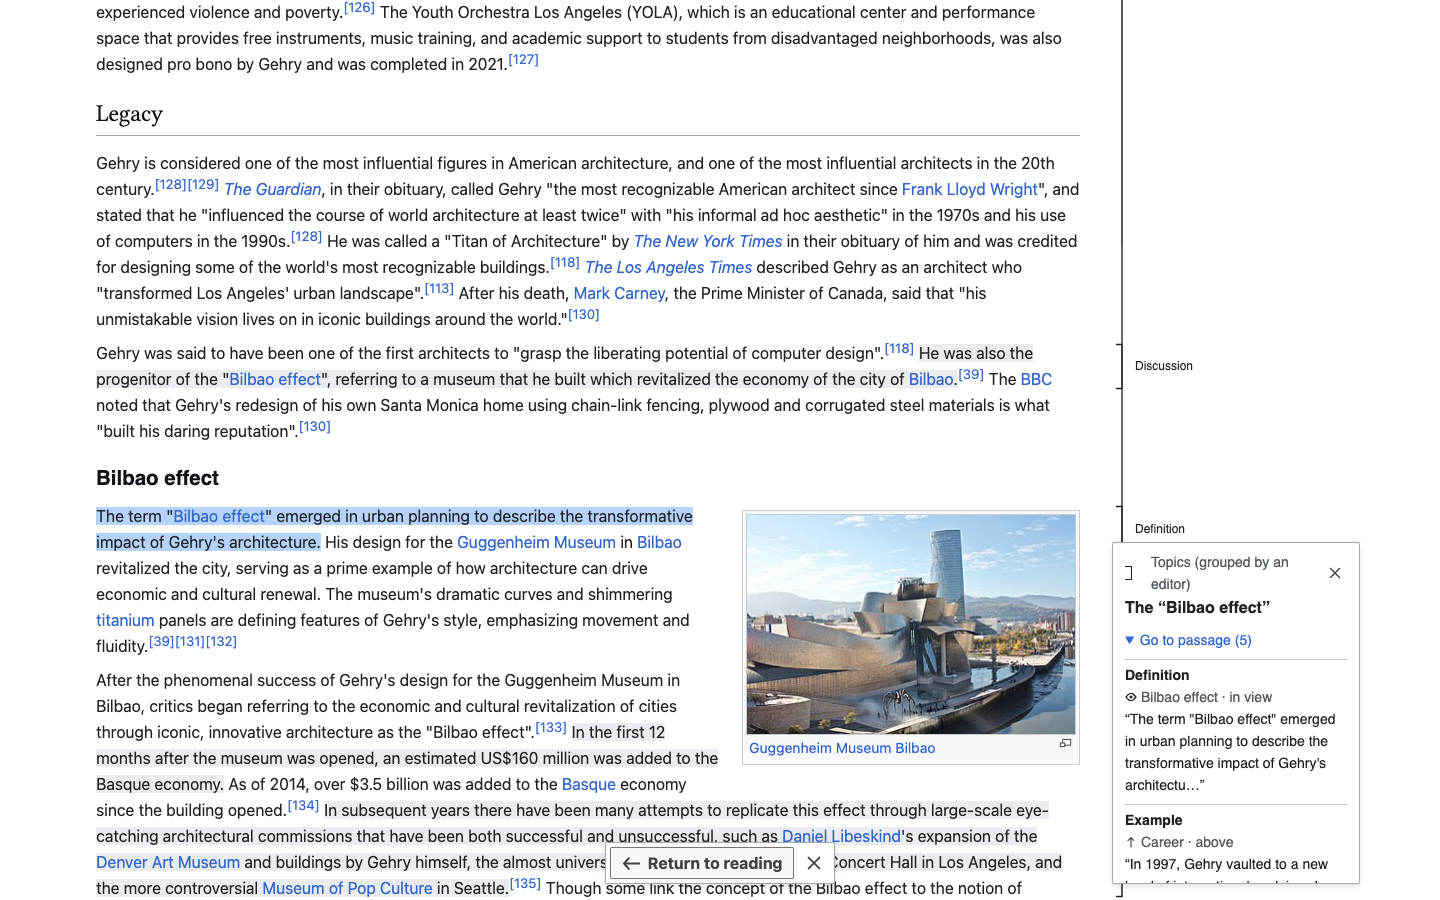 experienced violence and poverty.[126] The Youth Orchestra Los Angeles (YOLA), which is an educational center and performance
space that provides free instruments, music training, and academic support to students from disadvantaged neighborhoods, was also
designed pro bono by Gehry and was completed in 2021.[127]
Legacy
Gehry is considered one of the most influential figures in American architecture, and one of the most influential architects in the 20th
century.[128][129] The Guardian, in their obituary, called Gehry "the most recognizable American architect since Frank Lloyd Wright", and
stated that he "influenced the course of world architecture at least twice" with "his informal ad hoc aesthetic" in the 1970s and his use
of computers in the 1990s.[128] He was called a "Titan of Architecture" by The New York Times in their obituary of him and was credited
for designing some of the world's most recognizable buildings.[118] The Los Angeles Times described Gehry as an architect who
"transformed Los Angeles' urban landscape".[113] After his death, Mark Carney, the Prime Minister of Canada, said that "his
unmistakable vision lives on in iconic buildings around the world."[130]
Gehry was said to have been one of the first architects to "grasp the liberating potential of computer design".[118] He was also the
progenitor of the "Bilbao effect", referring to a museum that he built which revitalized the economy of the city of Bilbao.[39] The BBC
noted that Gehry's redesign of his own Santa Monica home using chain-link fencing, plywood and corrugated steel materials is what
"built his daring reputation".[130]
Bilbao effect
The term "Bilbao effect" emerged in urban planning to describe the transformative
impact of Gehry's architecture. His design for the Guggenheim Museum in Bilbao
revitalized the city, serving as a prime example of how architecture can drive
economic and cultural renewal. The museum's dramatic curves and shimmering
titanium panels are defining features of Gehry's style, emphasizing movement and
fluidity.[39][131][132]
After the phenomenal success of Gehry's design for the Guggenheim Museum in
Bilbao, critics began referring to the economic and cultural revitalization of cities
through iconic, innovative architecture as the "Bilbao effect".[133] In the first 12
months after the museum was opened, an estimated US$160 million was added to the
Basque economy. As of 2014, over $3.5 billion was added to the Basque economy
since the building opened.[134] In subsequent years there have been many attempts to replicate this effect through large-scale eye-
catching architectural commissions that have been both successful and unsuccessful, such as Daniel Libeskind's expansion of the
Denver Art Museum and buildings by Gehry himself, the almost univers Concert Hall in Los Angeles, and
the more controversial Museum of Pop Culture in Seattle.[135] Though some link the concept of the Bilbao effect to the notion of
Guggenheim Museum Bilbao
← Return to reading
Discussion
Definition
Topics (grouped by an
editor)
The “Bilbao effect”
Go to passage (5)
Definition
Bilbao effect · in view
“The term "Bilbao effect" emerged
in urban planning to describe the
transformative impact of Gehry's
architectu…”
Example
↑ Career · above
“In 1997, Gehry vaulted to a new